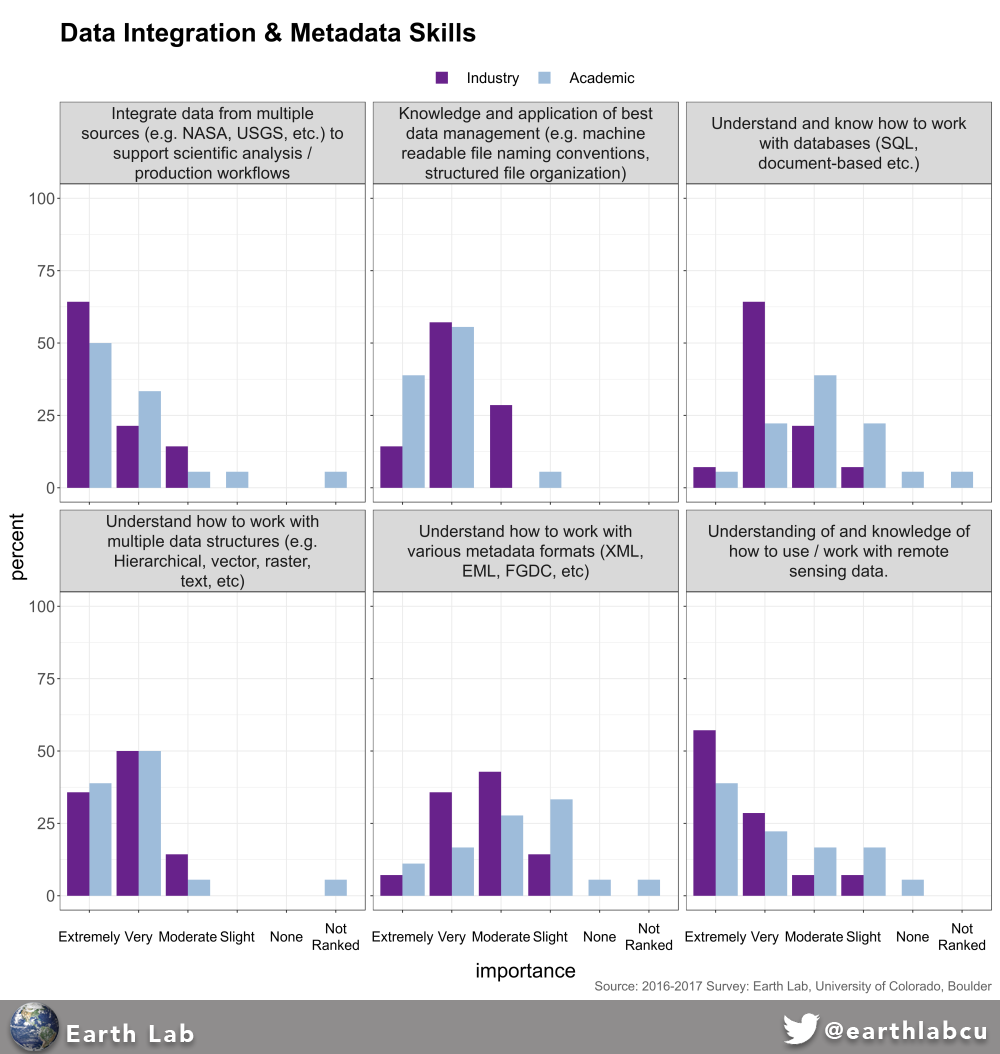 Data Integration & Metadata Skills
Industry Academic
Integrate data from multiple
sources (e.g. NASA, USGS, etc.) to
support scientific analysis /
production workflows
Knowledge and application of best
data management (e.g. machine
readable file naming conventions,
structured file organization)
Understand and know how to work
with databases (SQL,
document-based etc.)
100
75
50
25
0
percent
Understand how to work with
multiple data structures (e.g.
Hierarchical, vector, raster,
text, etc)
Understand how to work with
various metadata formats (XML,
EML, FGDC, etc)
Understanding of and knowledge of
how to use / work with remote
sensing data.
100
75
50
25
0
Extremely Very Moderate Slight None Not
Ranked
Extremely Very Moderate Slight None Not
Ranked
Extremely Very Moderate Slight None Not
Ranked
importance
Source: 2016-2017 Survey: Earth Lab, University of Colorado, Boulder
Earth Lab
@earthlabcu